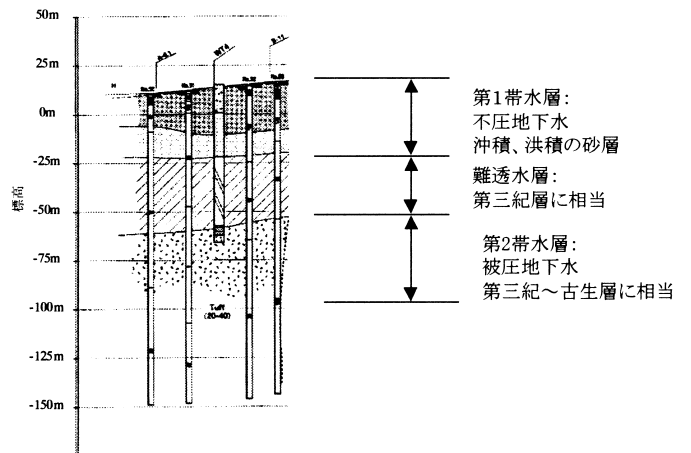 50m
25m
0m
-25m
-50m
-75m
-100m
-125m
-150m
標高
WT4
Tuff
(20-40)
第1帯水層:
不圧地下水
沖積、洪積の砂層
難透水層:
第三紀層に相当
第2帯水層:
被圧地下水
第三紀～古生層に相当